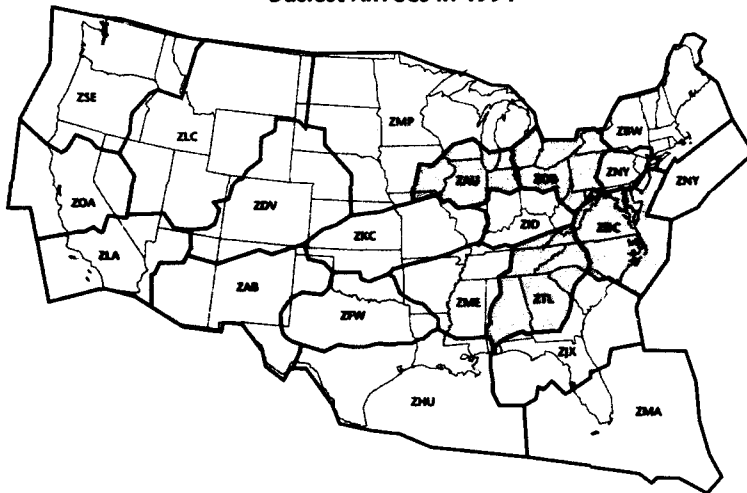 Busiest ARTCCs in 1994
ZSE
ZMP
ZLC
ZBW
ZAU
ZOB
ZNY
ZNY
ZOA
ZDV
ZID
ZDC
ZKC
ZLA
ZAB
ZME
ZTL
ZFW
ZJX
ZHU
ZMA